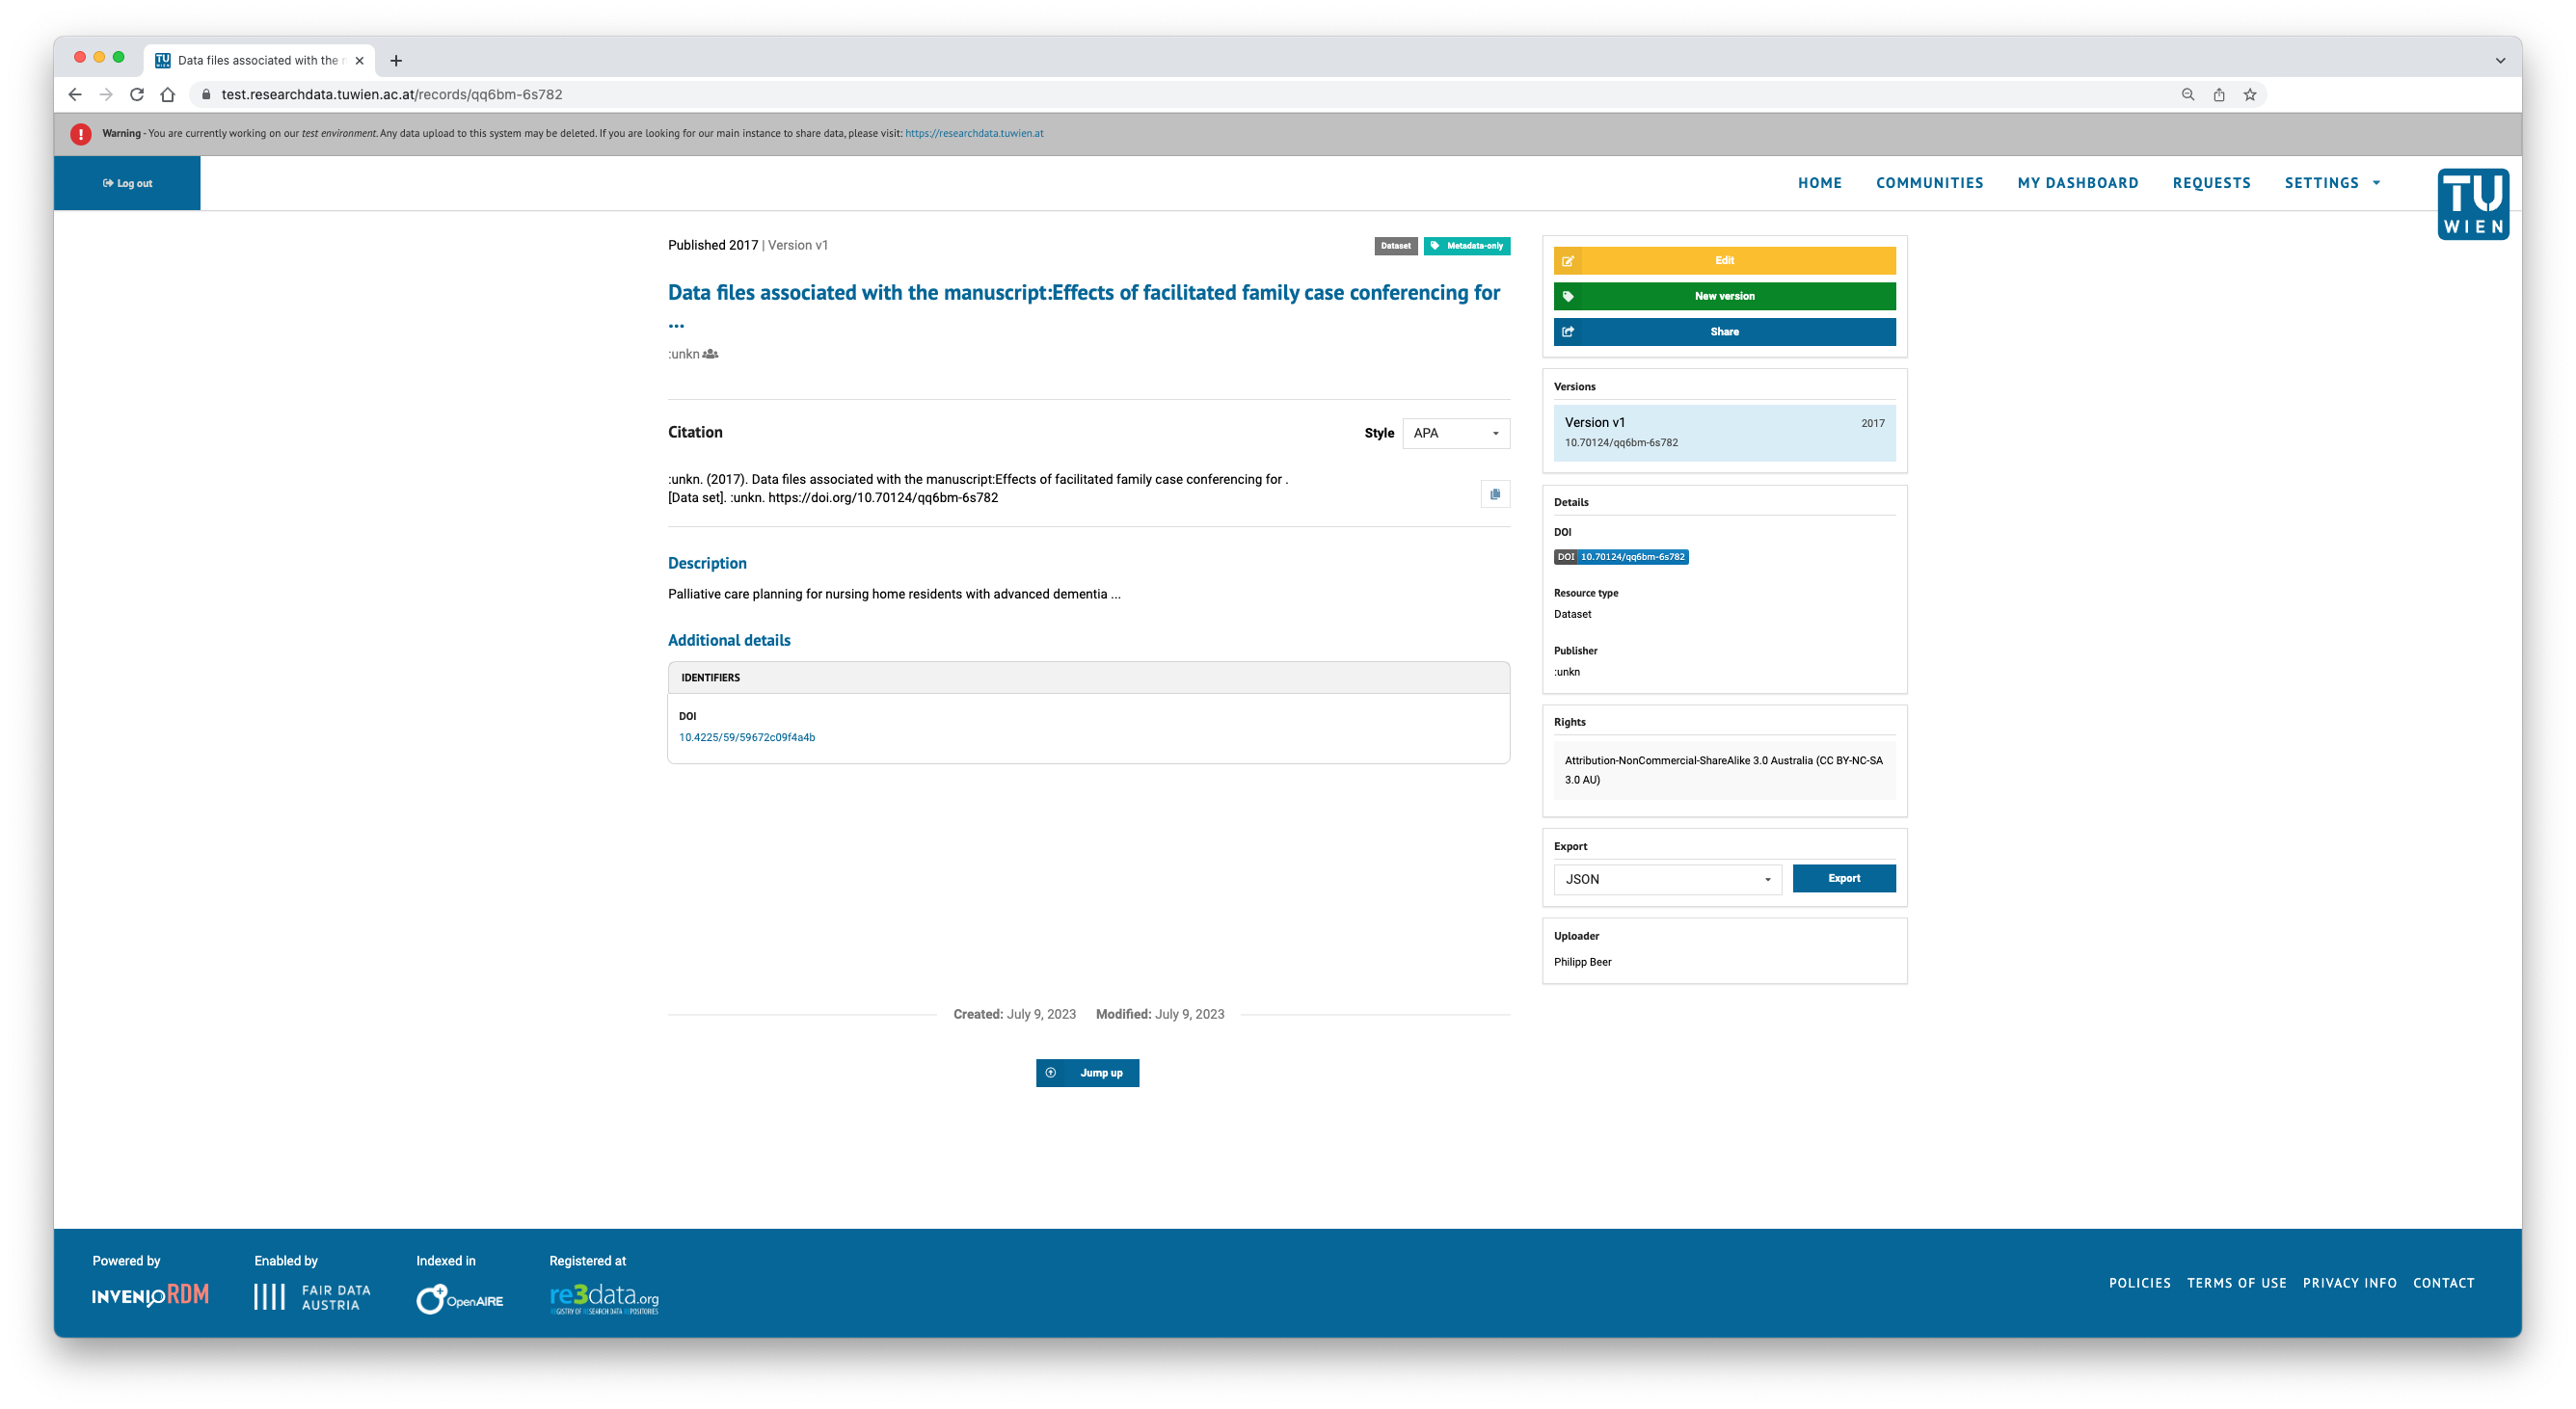 Data files associated with the n
test.researchdata.tuwien.ac.at/records/qq6bm-6s782
Warning - You are currently working on our test environment. Any data upload to this system may be deleted. If you are looking for our main instance to share data, please visit: https://researchdata.tuwien.at
Log out
HOME COMMUNITIES MY DASHBOARD REQUESTS SETTINGS
TU
WIEN
Published 2017 | Version v1
Dataset Metadata-only
Data files associated with the manuscript:Effects of facilitated family case conferencing for
...
:unkn
Citation
Style APA
:unkn. (2017). Data files associated with the manuscript:Effects of facilitated family case conferencing for .
[Data set]. :unkn. https://doi.org/10.70124/qq6bm-6s782
Description
Palliative care planning for nursing home residents with advanced dementia ...
Additional details
IDENTIFIERS
DOI
10.4225/59/59672c09f4a4b
Created: July 9, 2023 Modified: July 9, 2023
Jump up
Edit
New version
Share
Versions
Version v1 2017
10.70124/qq6bm-6s782
Details
DOI
DOI 10.70124/qq6bm-6s782
Resource type
Dataset
Publisher
:unkn
Rights
Attribution-NonCommercial-ShareAlike 3.0 Australia (CC BY-NC-SA
3.0 AU)
Export
JSON Export
Uploader
Philipp Beer
Powered by
INVENIORDM
Enabled by
FAIR DATA
AUSTRIA
Indexed in
OpenAIRE
Registered at
re3data.org
REGISTRY OF RESEARCH DATA REPOSITORIES
POLICIES TERMS OF USE PRIVACY INFO CONTACT